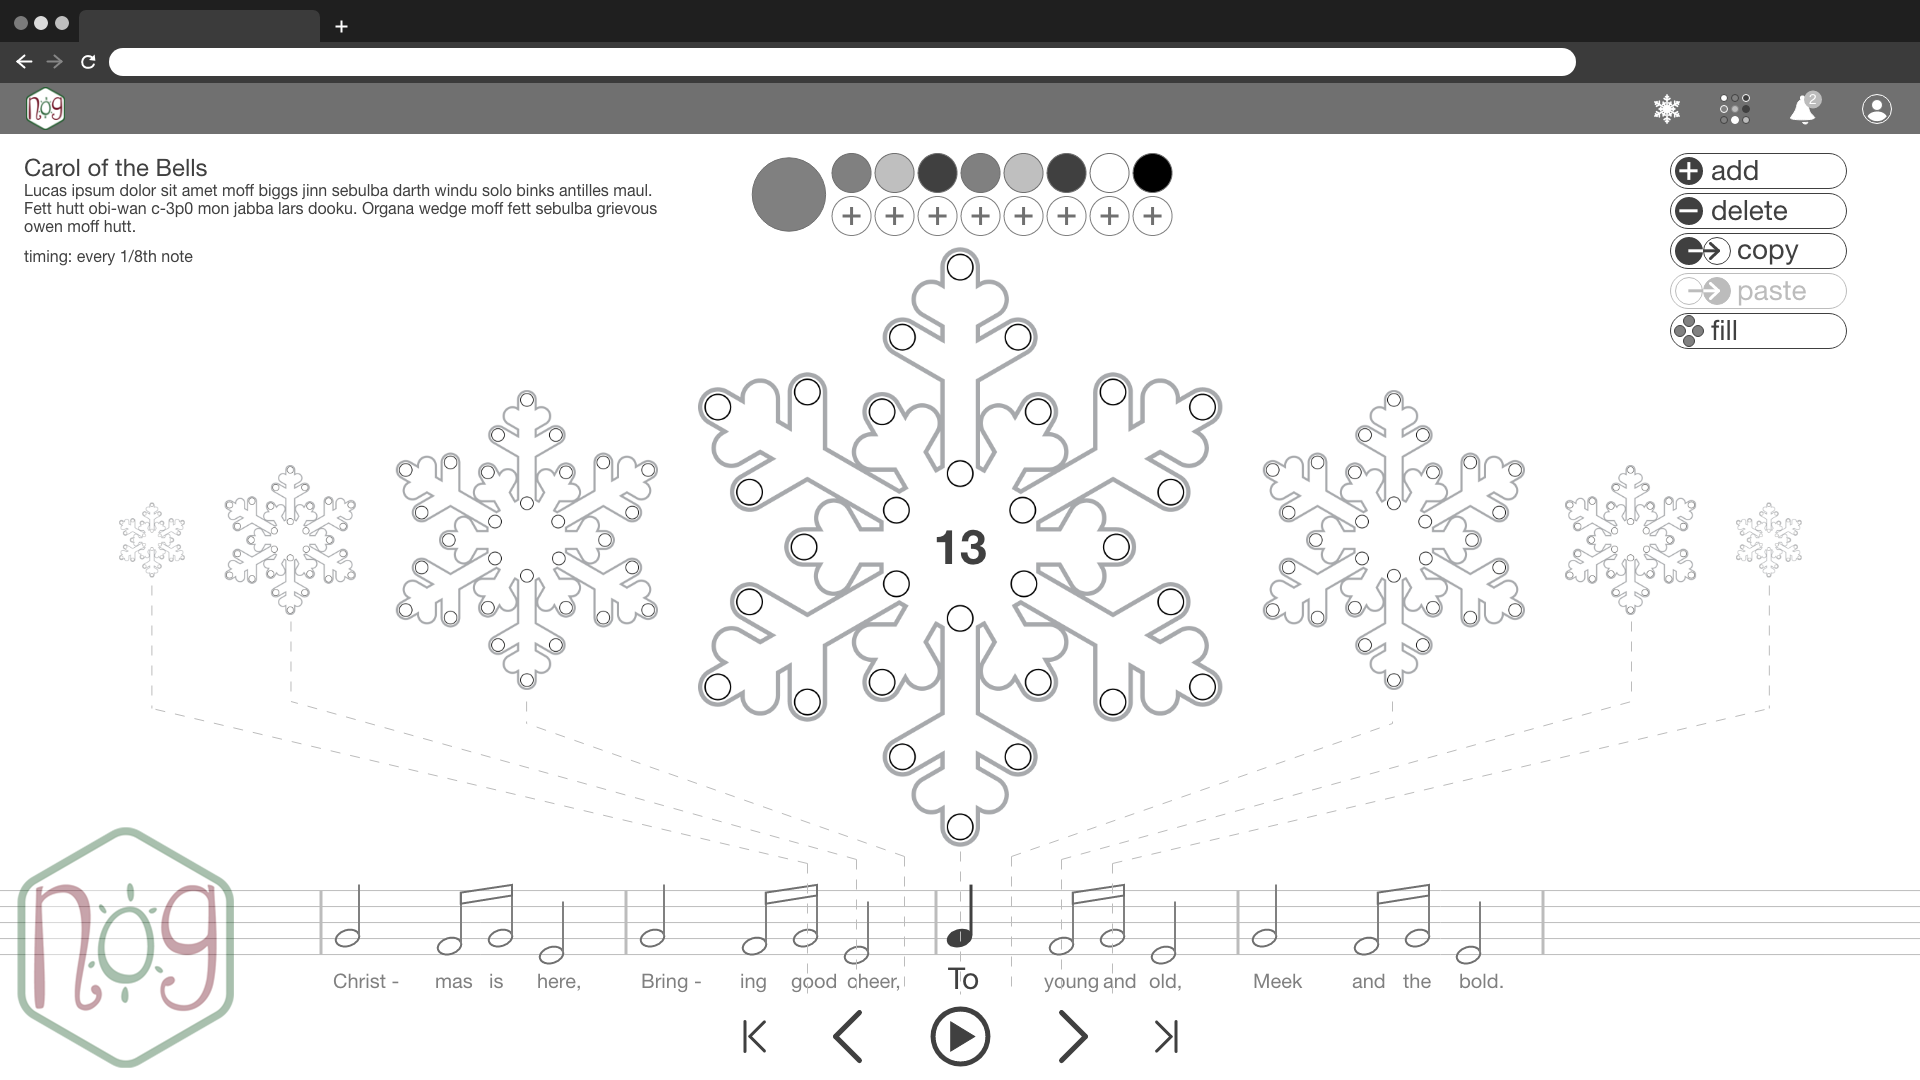 nog
2
Carol of the Bells
Lucas ipsum dolor sit amet moff biggs jinn sebulba darth windu solo binks antilles maul.
Fett hutt obi-wan c-3p0 mon jabba lars dooku. Organa wedge moff fett sebulba grievous
owen moff hutt.
timing: every 1/8th note
add
delete
copy
paste
fill
13
nog
Christ - mas is here, Bring - ing good cheer, To young and old, Meek and the bold.